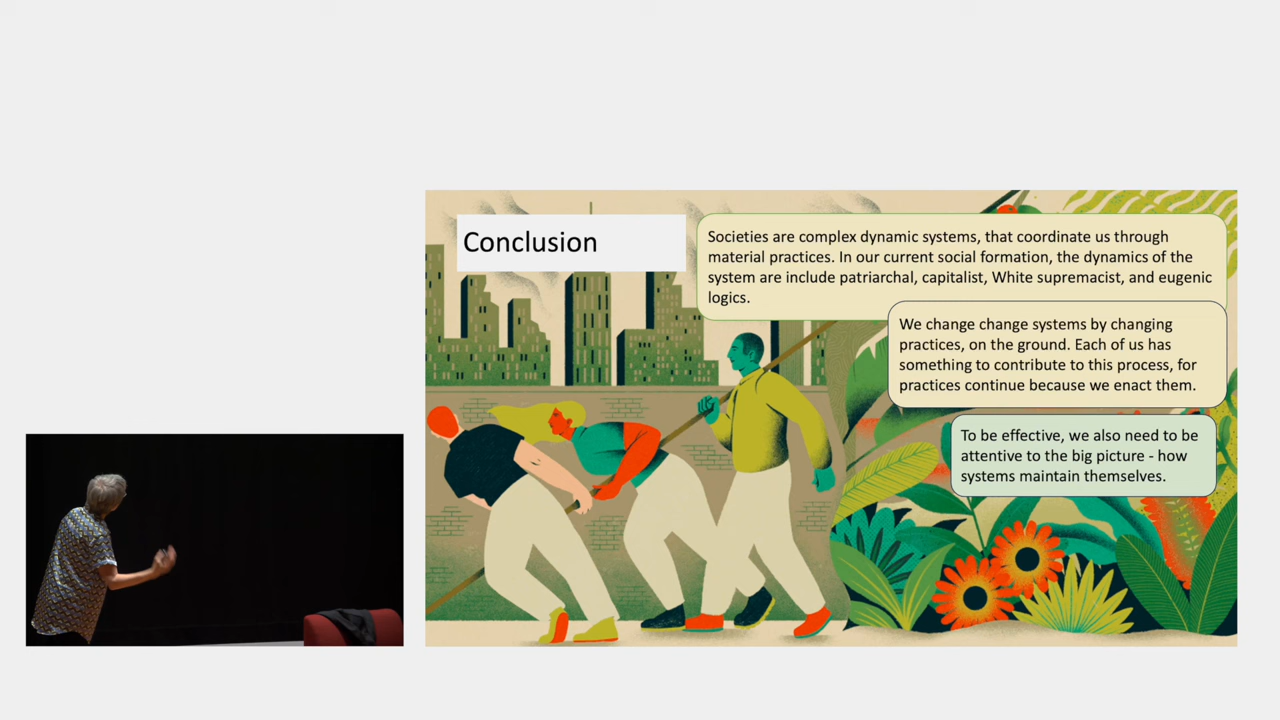 Conclusion
Societies are complex dynamic systems, that coordinate us through
material practices. In our current social formation, the dynamics of the
system are include patriarchal, capitalist, White supremacist, and eugenic
logics.
We change change systems by changing
practices, on the ground. Each of us has
something to contribute to this process, for
practices continue because we enact them.
To be effective, we also need to be
attentive to the big picture - how
systems maintain themselves.